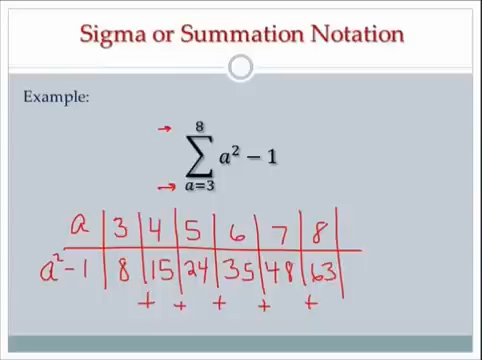 Sigma or Summation Notation
Example:
→ 8
∑ a² − 1
→ a=3
a | 3 | 4 | 5 | 6 | 7 | 8 |
a² − 1 | 8 | 15 | 24 | 35 | 48 | 63 |
+ + + + +